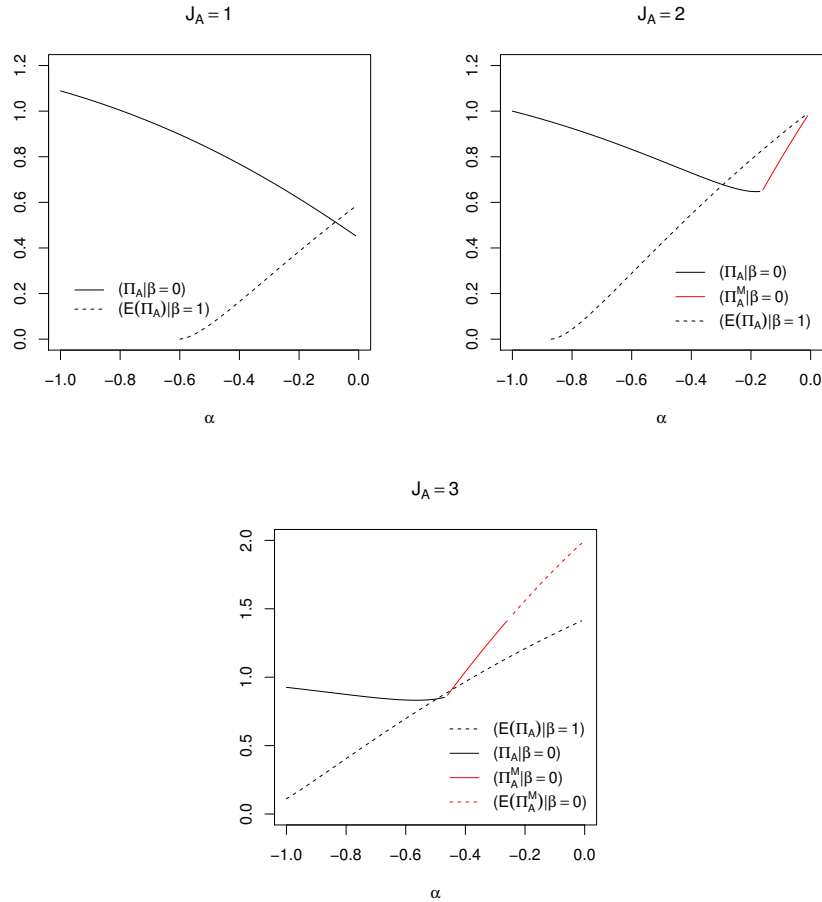 J_A = 1
0.0 0.2 0.4 0.6 0.8 1.0 1.2
(Π_A|β = 0)
(E(Π_A)|β = 1)
−1.0 −0.8 −0.6 −0.4 −0.2 0.0
α
J_A = 2
0.0 0.2 0.4 0.6 0.8 1.0 1.2
(Π_A|β = 0)
(Π_A^M|β = 0)
(E(Π_A)|β = 1)
−1.0 −0.8 −0.6 −0.4 −0.2 0.0
α
J_A = 3
0.0 0.5 1.0 1.5 2.0
(E(Π_A)|β = 1)
(Π_A|β = 0)
(Π_A^M|β = 0)
(E(Π_A^M)|β = 0)
−1.0 −0.8 −0.6 −0.4 −0.2 0.0
α